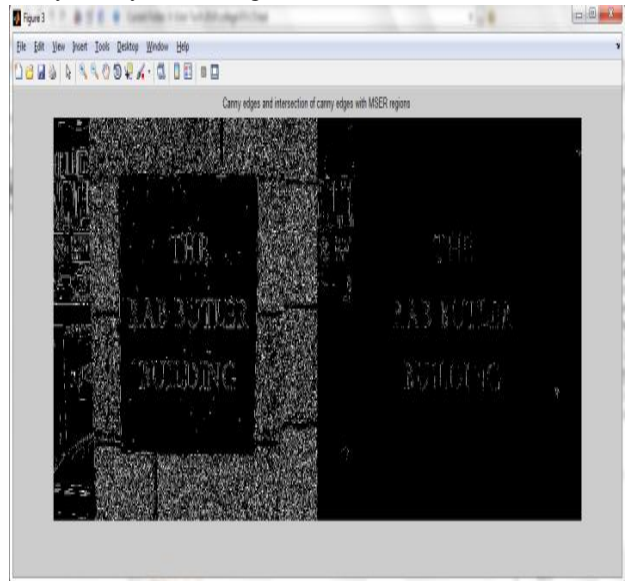 Figure 3
File Edit View Insert Tools Desktop Window Help
Canny edges and intersection of canny edges with MSER regions
THE
RAB BUTLER
BUILDING
THE
RAB BUTLER
BUILDING